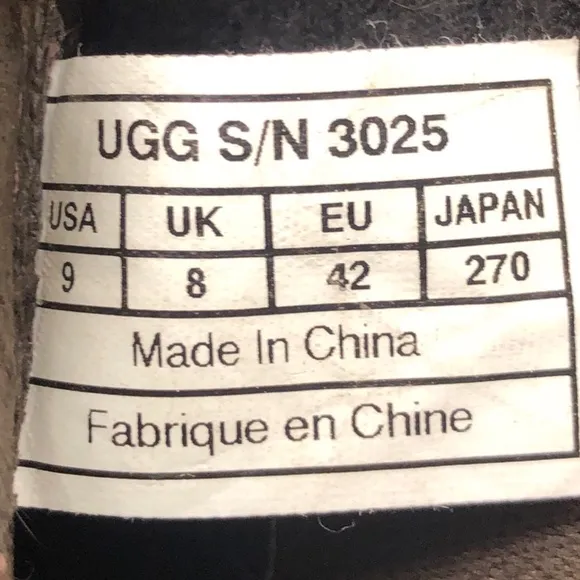 UGG S/N 3025
USA UK EU JAPAN
9 8 42 270
Made In China
Fabrique en Chine